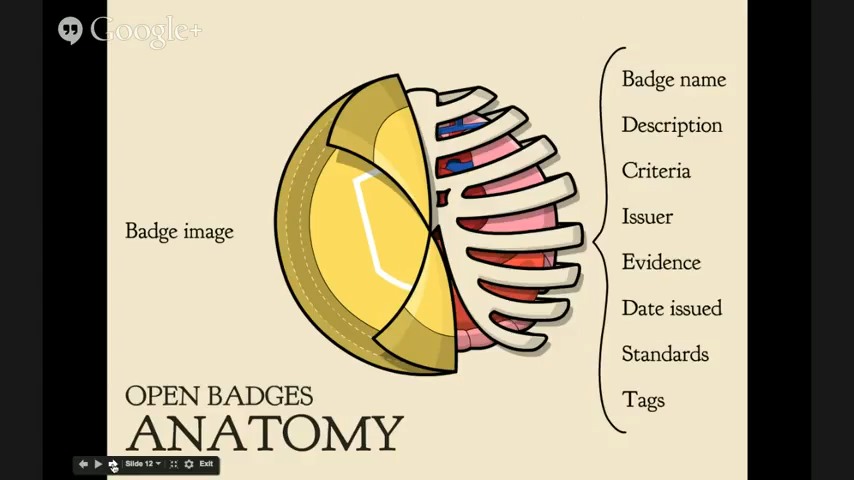 Google+
Badge name
Description
Criteria
Issuer
Badge image
Evidence
Date issued
Standards
Tags
OPEN BADGES
ANATOMY
Slide 12
Exit